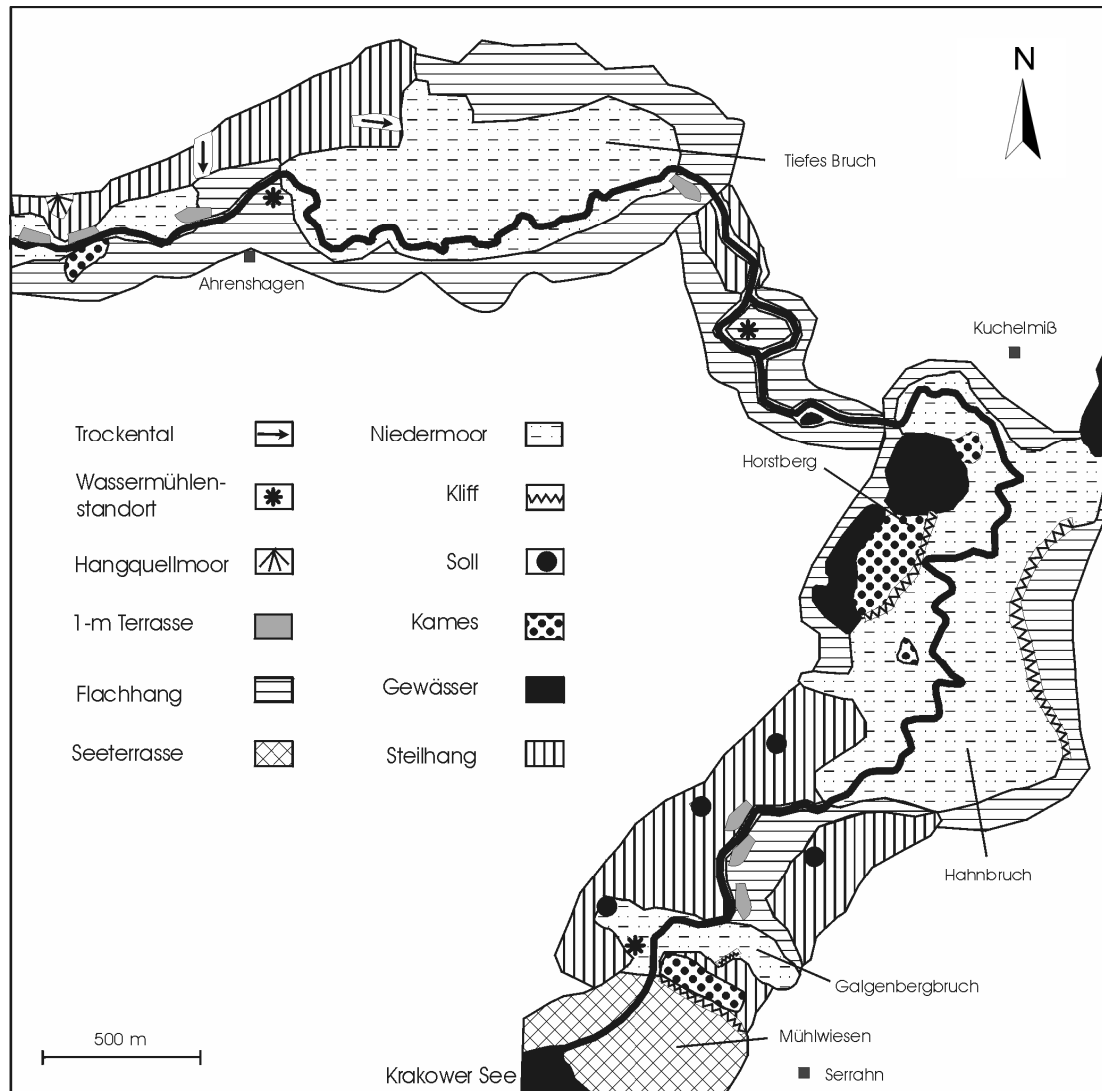 N
Tiefes Bruch
Ahrenshagen
Kuchelmiß
Trockental
Niedermoor
Horstberg
Wassermühlen-
standort
Kliff
Hangquellmoor
Soll
1-m Terrasse
Kames
Flachhang
Gewässer
Seeterrasse
Steilhang
Hahnbruch
Galgenbergbruch
500 m
Mühlwiesen
Krakower See
Serrahn